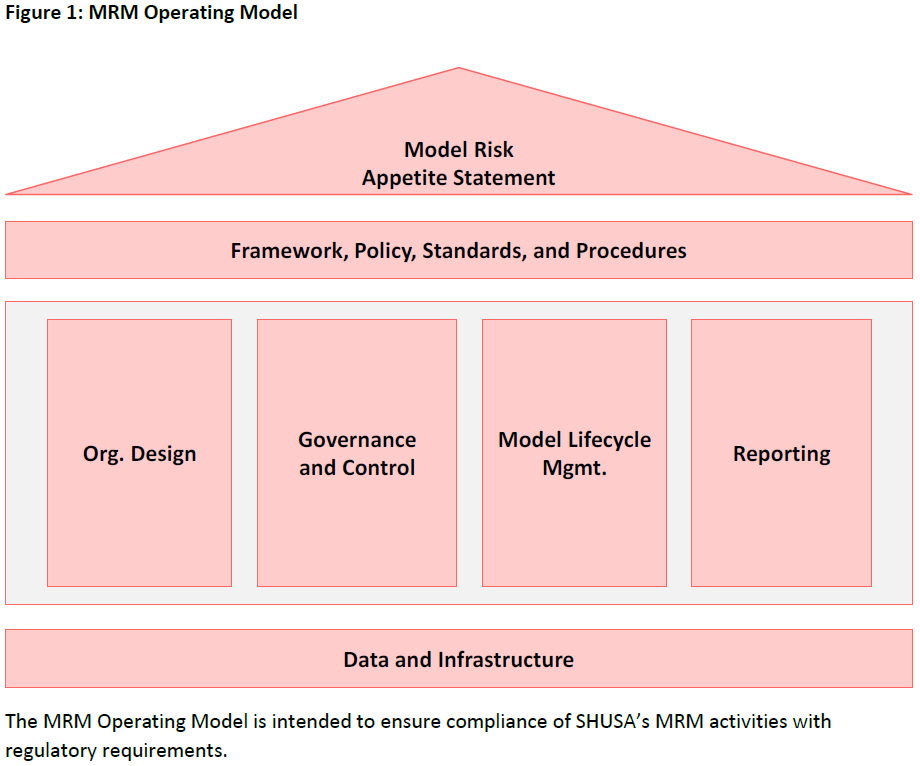 Figure 1: MRM Operating Model
Model Risk
Appetite Statement
Framework, Policy, Standards, and Procedures
Org. Design
Governance
and Control
Model Lifecycle
Mgmt.
Reporting
Data and Infrastructure
The MRM Operating Model is intended to ensure compliance of SHUSA’s MRM activities with
regulatory requirements.